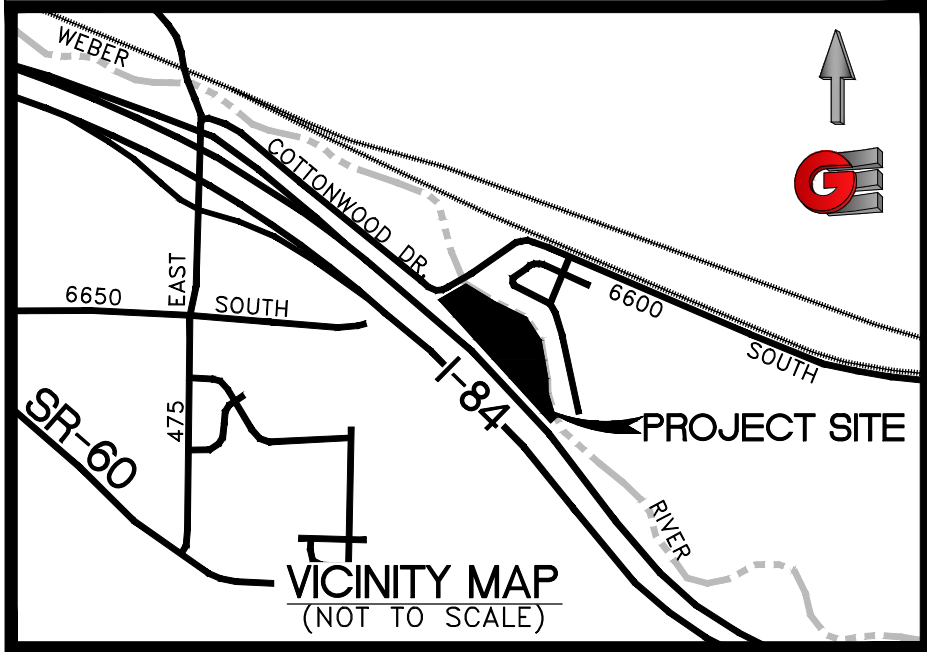 WEBER
GE
COTTONWOOD DR.
6650 SOUTH
475 EAST
6600 SOUTH
SR-60
I-84
PROJECT SITE
RIVER
VICINITY MAP
(NOT TO SCALE)